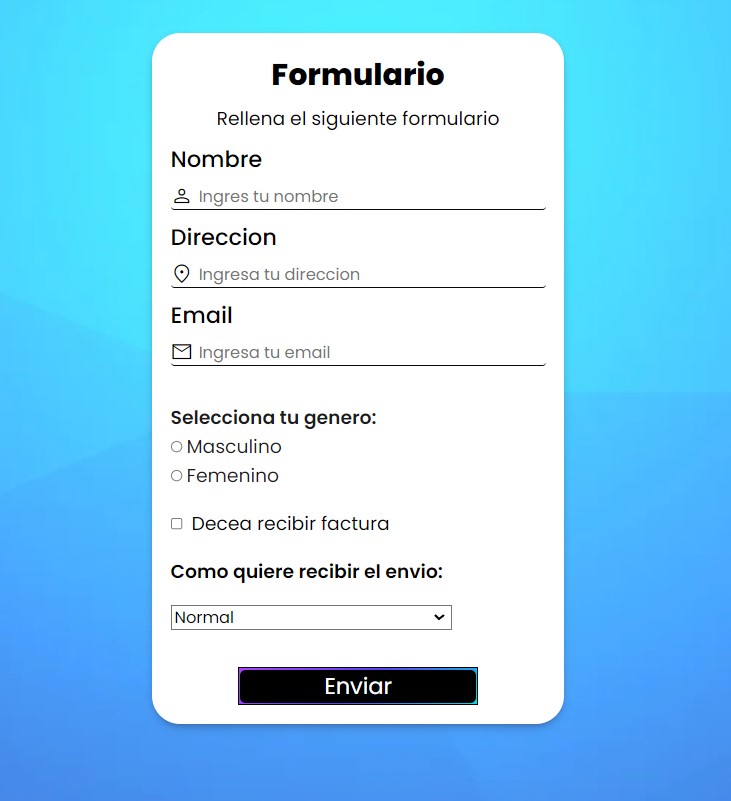 Formulario
Rellena el siguiente formulario
Nombre
Ingres tu nombre
Direccion
Ingresa tu direccion
Email
Ingresa tu email
Selecciona tu genero:
Masculino
Femenino
Decea recibir factura
Como quiere recibir el envio:
Normal
Enviar